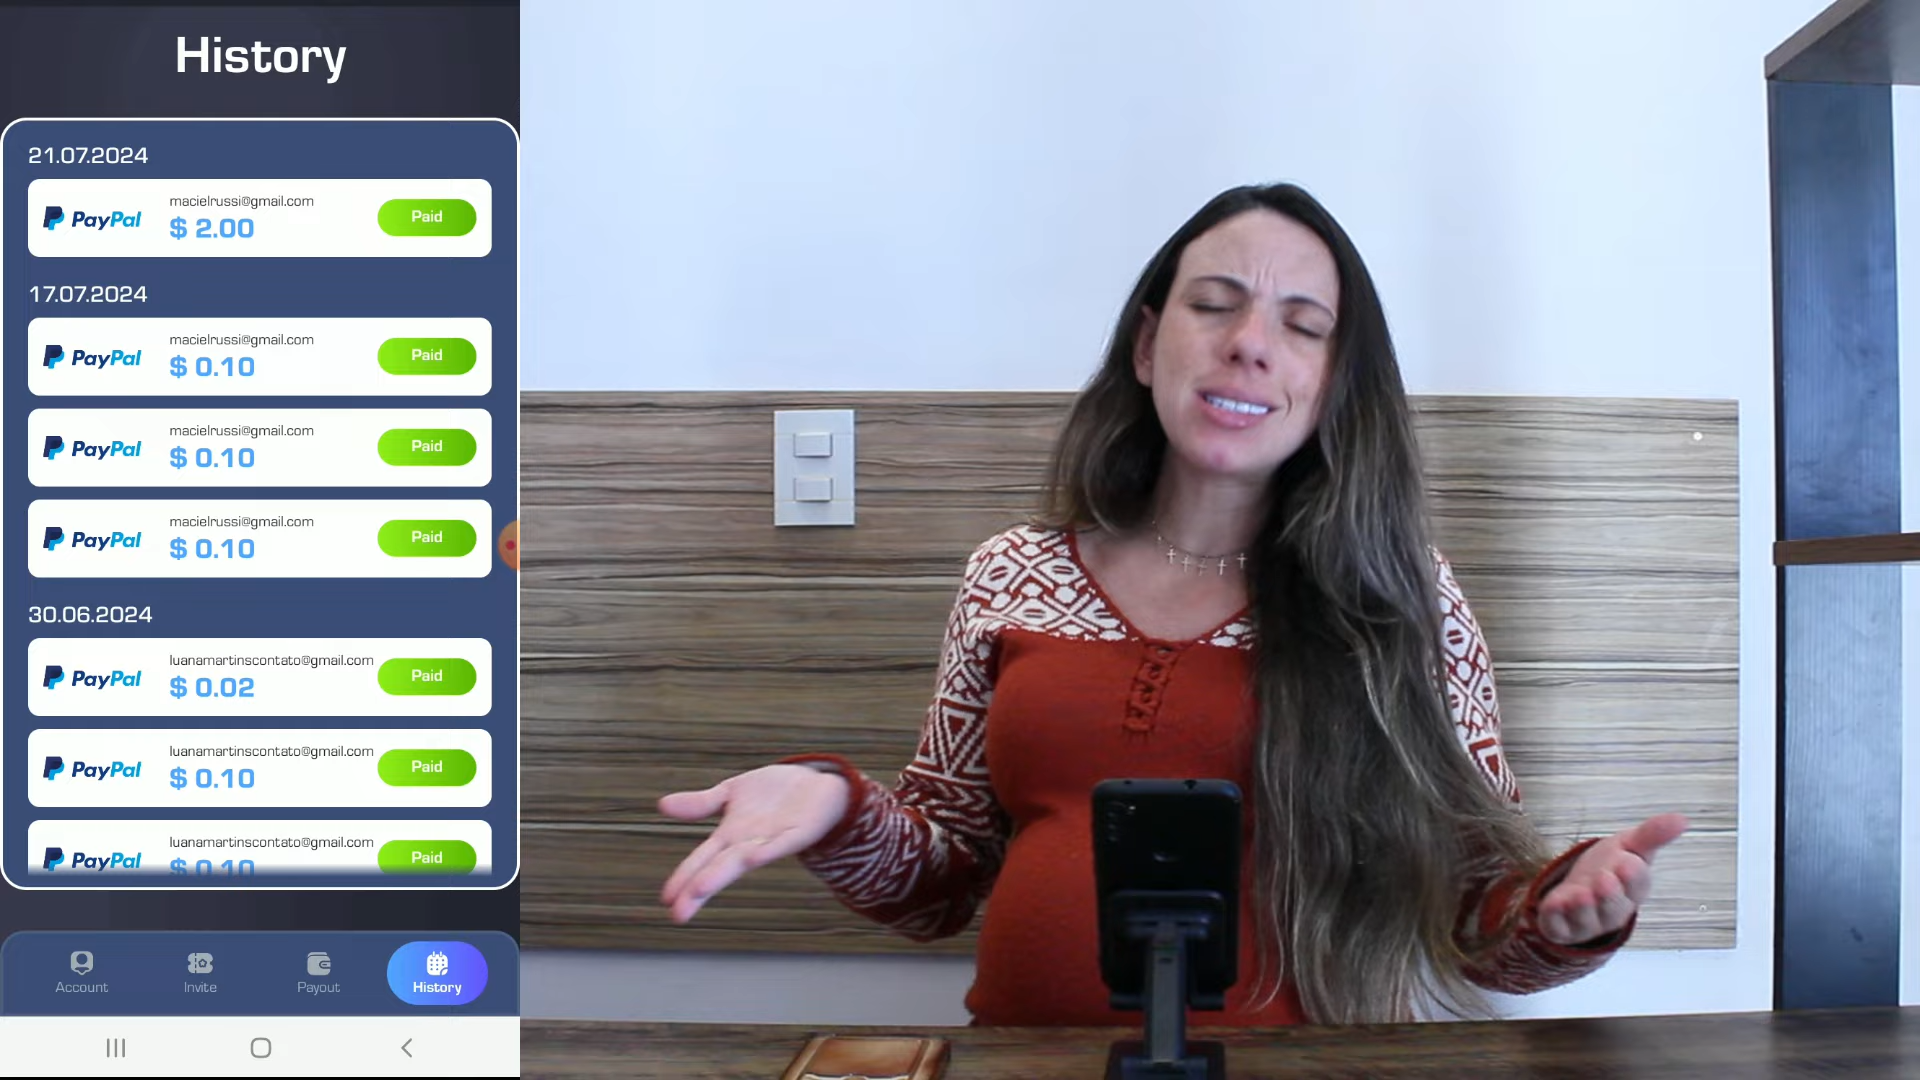 History
21.07.2024
PayPal
macielrussi@gmail.com
$ 2.00
Paid
17.07.2024
PayPal
macielrussi@gmail.com
$ 0.10
Paid
PayPal
macielrussi@gmail.com
$ 0.10
Paid
PayPal
macielrussi@gmail.com
$ 0.10
Paid
30.06.2024
PayPal
luanamartinscontato@gmail.com
$ 0.02
Paid
PayPal
luanamartinscontato@gmail.com
$ 0.10
Paid
PayPal
luanamartinscontato@gmail.com
$ 0.10
Paid
Account
Invite
Payout
History